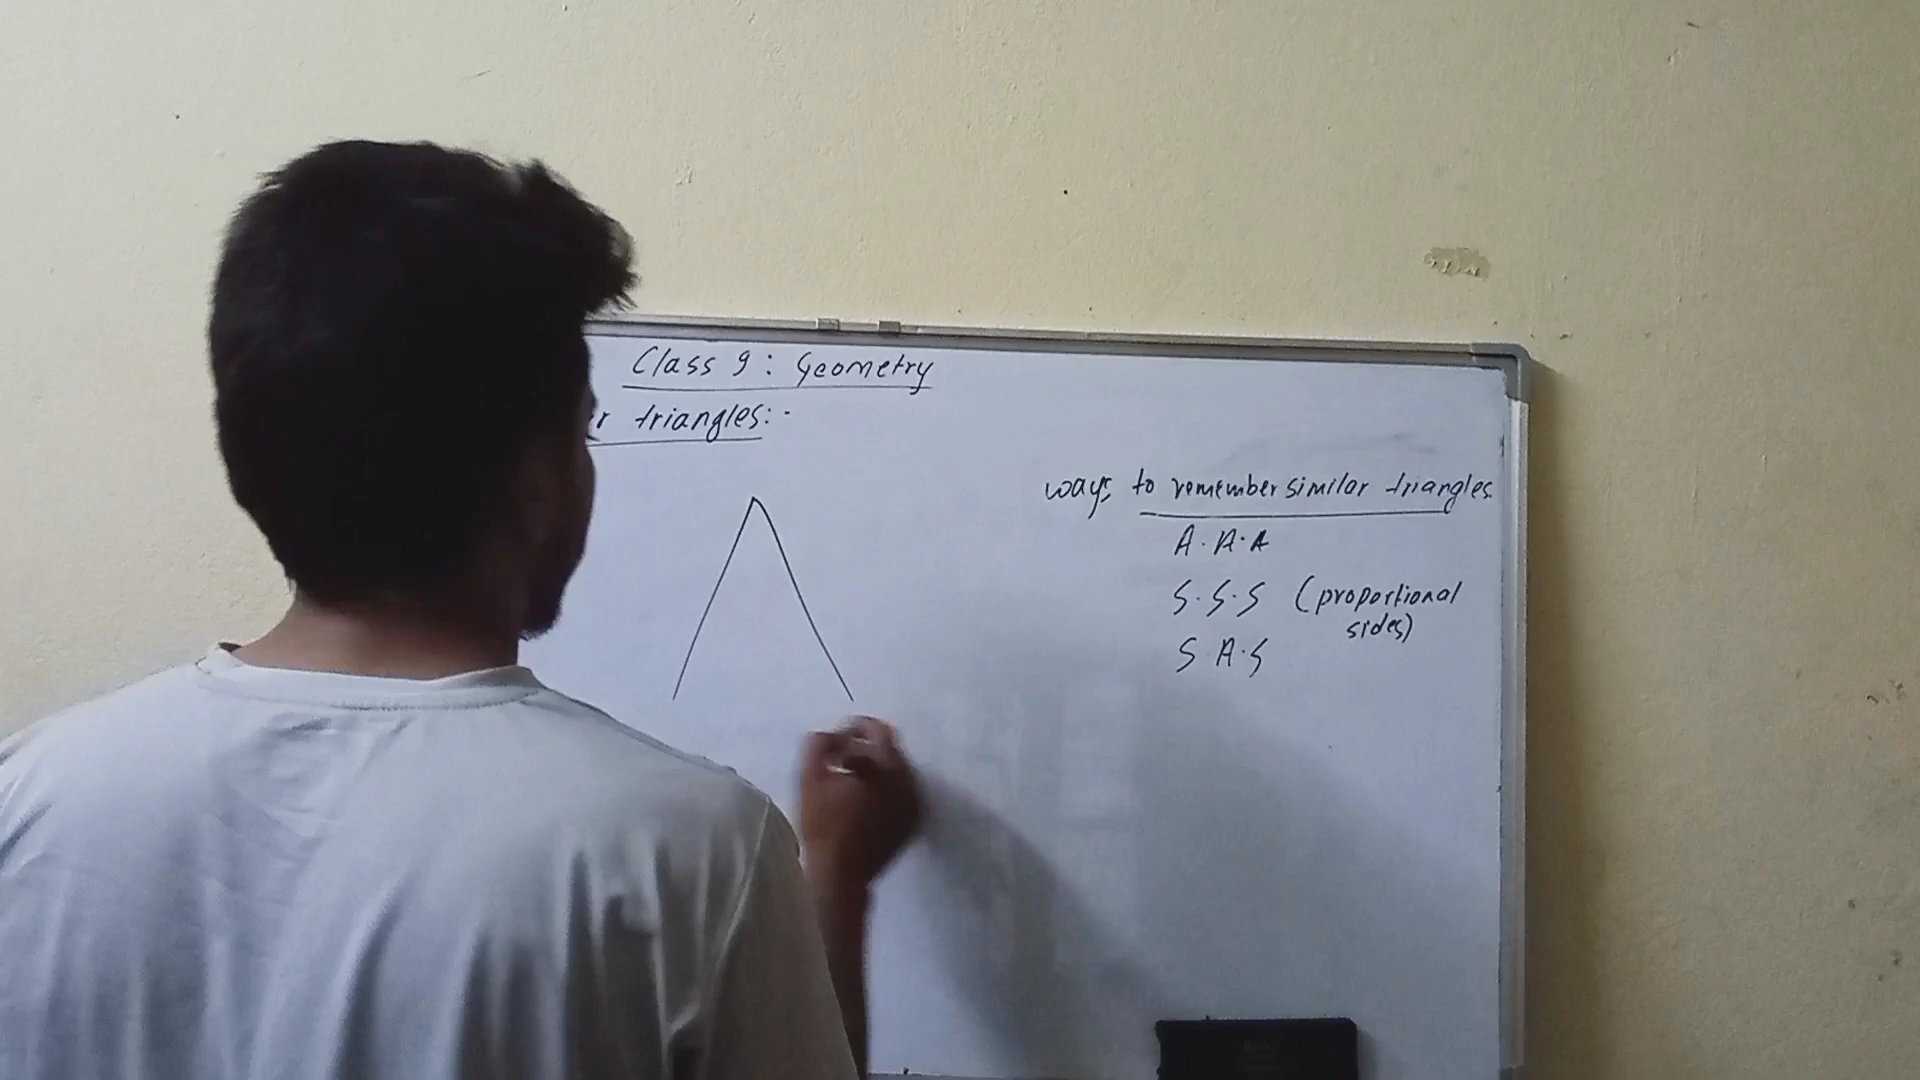 Class 9: Geometry
r triangles:-
ways to remember similar triangles
A.A.A
S.S.S (proportional
sides)
S A.S